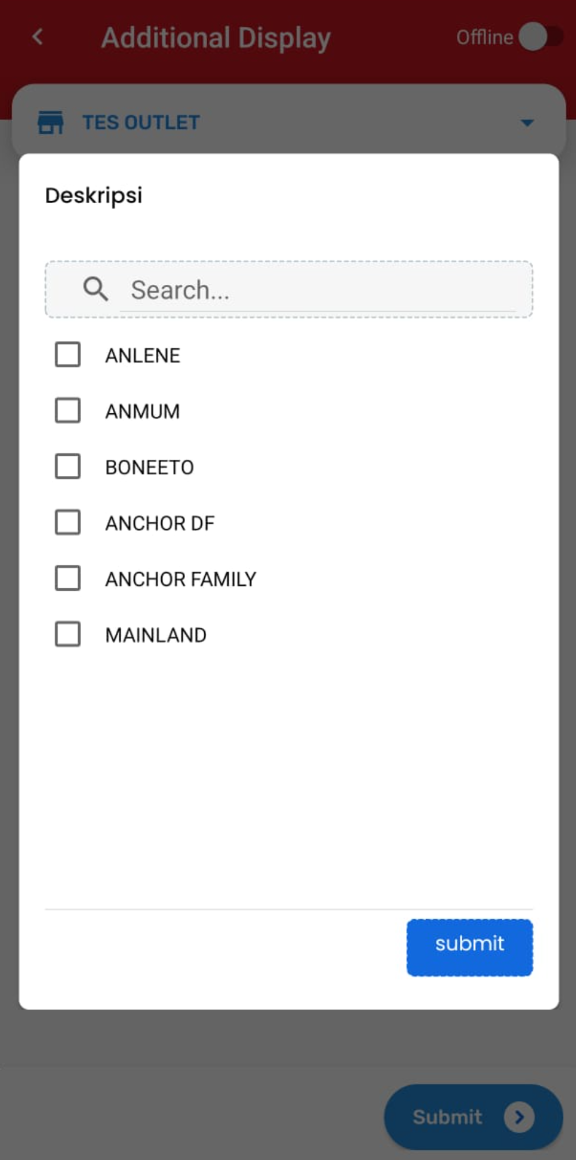 Additional Display
Offline
TES OUTLET
Deskripsi
Search...
ANLENE
ANMUM
BONEETO
ANCHOR DF
ANCHOR FAMILY
MAINLAND
submit
Submit